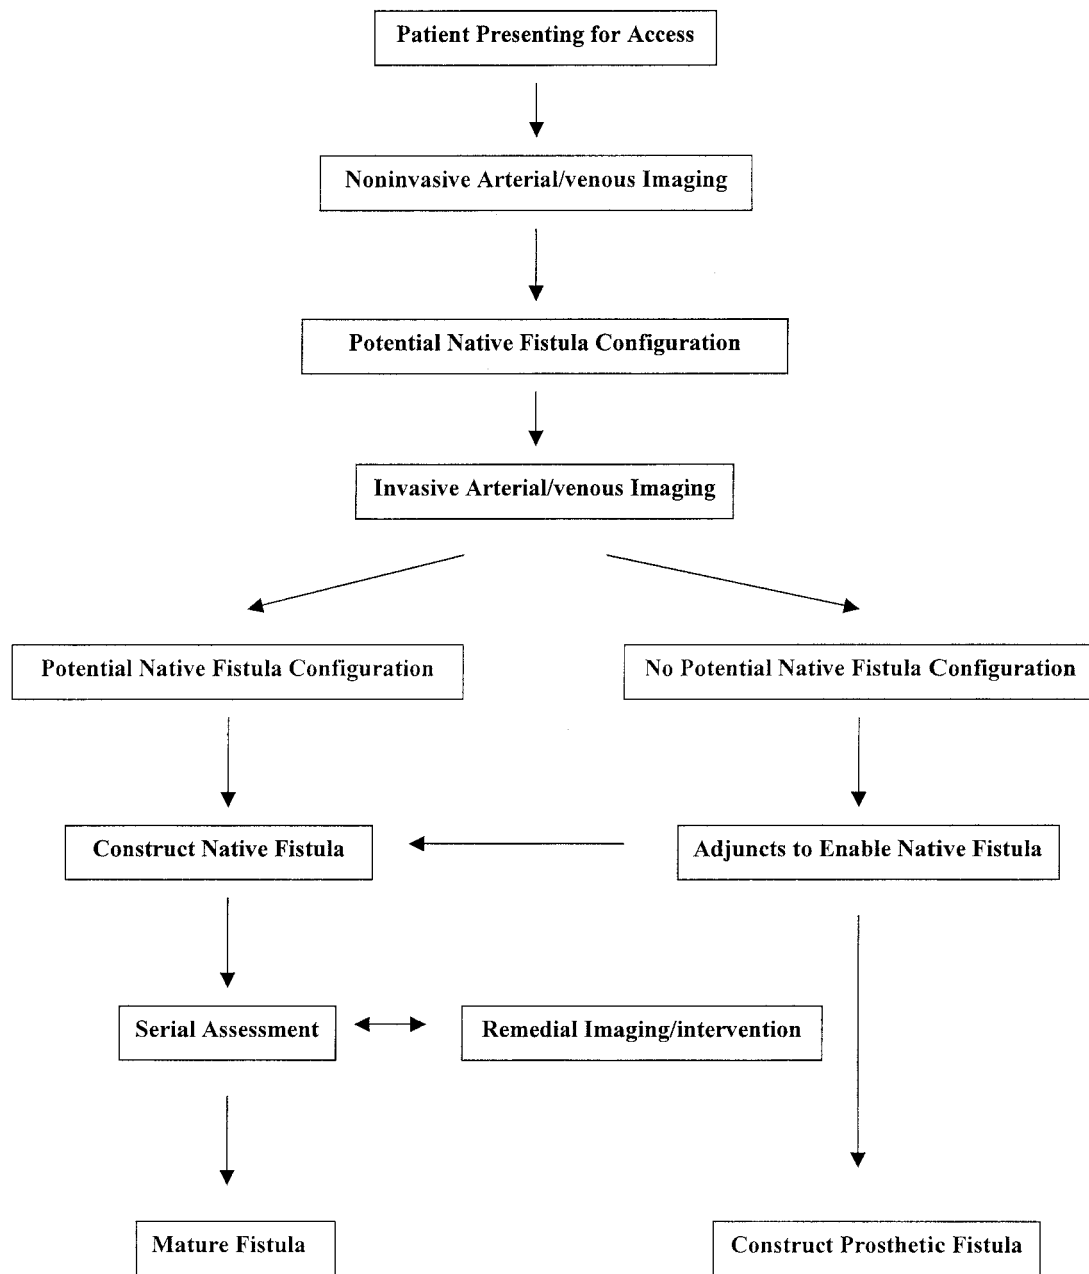 Patient Presenting for Access
Noninvasive Arterial/venous Imaging
Potential Native Fistula Configuration
Invasive Arterial/venous Imaging
Potential Native Fistula Configuration
No Potential Native Fistula Configuration
Construct Native Fistula
Adjuncts to Enable Native Fistula
Serial Assessment
Remedial Imaging/intervention
Mature Fistula
Construct Prosthetic Fistula